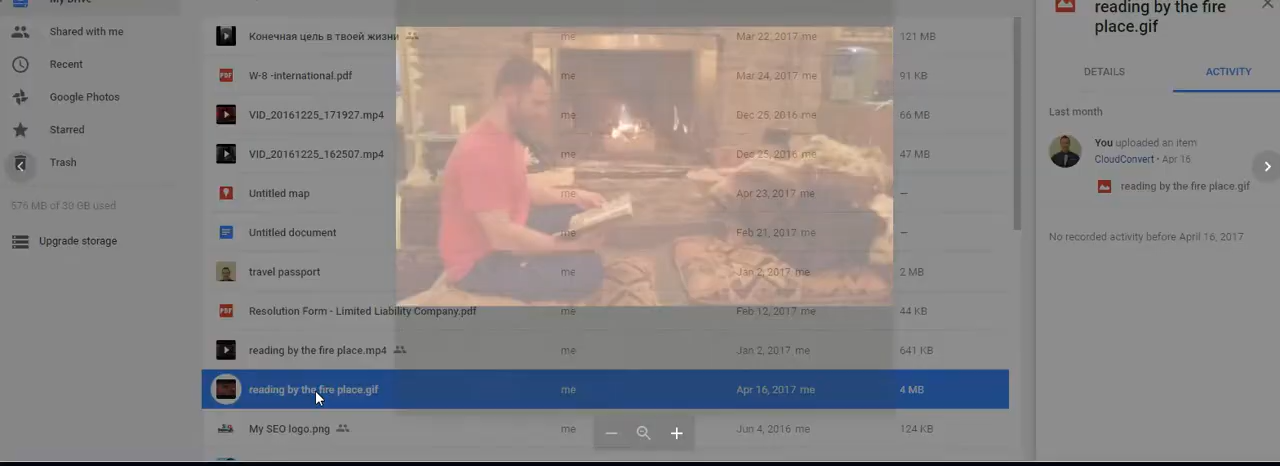 My Drive
Shared with me
Recent
Google Photos
Starred
Trash
576 MB of 30 GB used
Upgrade storage
Конечная цель в твоей жизни me Mar 22, 2017 me 121 MB
W-8 -international.pdf me Mar 24, 2017 me 91 KB
VID_20161225_171927.mp4 me Dec 25, 2016 me 66 MB
VID_20161225_162507.mp4 me Dec 25, 2016 me 47 MB
Untitled map me Apr 23, 2017 me —
Untitled document me Feb 21, 2017 me —
travel passport me Jan 2, 2017 me 2 MB
Resolution Form - Limited Liability Company.pdf me Feb 12, 2017 me 44 KB
reading by the fire place.mp4 me Jan 2, 2017 me 641 KB
reading by the fire place.gif me Apr 16, 2017 me 4 MB
My SEO logo.png me Jun 4, 2016 me 124 KB
reading by the fire
place.gif
DETAILS ACTIVITY
Last month
You uploaded an item
CloudConvert • Apr 16
reading by the fire place.gif
No recorded activity before April 16, 2017